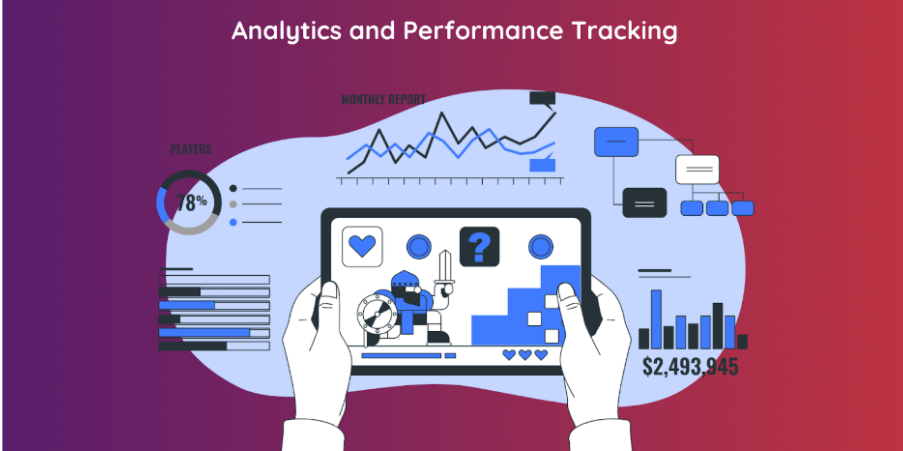 Analytics and Performance Tracking
MONTHLY REPORT
PLAYERS
78%
?
$2,493,945